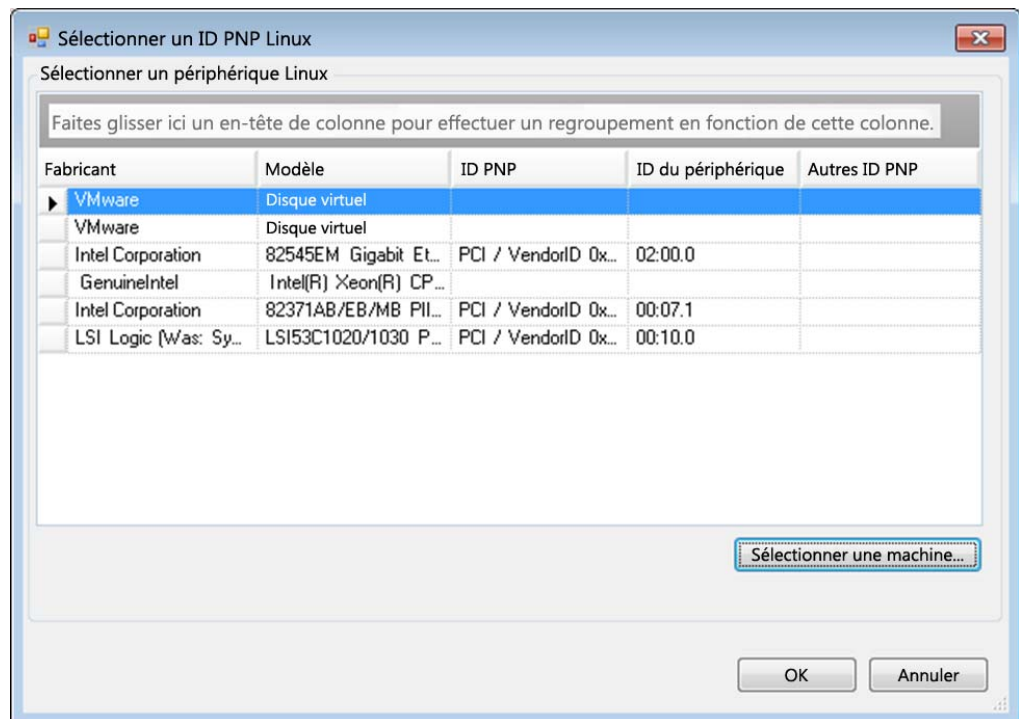 Sélectionner un ID PNP Linux
Sélectionner un périphérique Linux
Faites glisser ici un en-tête de colonne pour effectuer un regroupement en fonction de cette colonne.
Fabricant Modèle ID PNP ID du périphérique Autres ID PNP
VMware Disque virtuel
VMware Disque virtuel
Intel Corporation 82545EM Gigabit Et... PCI / VendorID 0x... 02:00.0
GenuineIntel Intel(R) Xeon(R) CP...
Intel Corporation 82371AB/EB/MB PII... PCI / VendorID 0x... 00:07.1
LSI Logic (Was: Sy... LSI53C1020/1030 P... PCI / VendorID 0x... 00:10.0
Sélectionner une machine...
OK Annuler